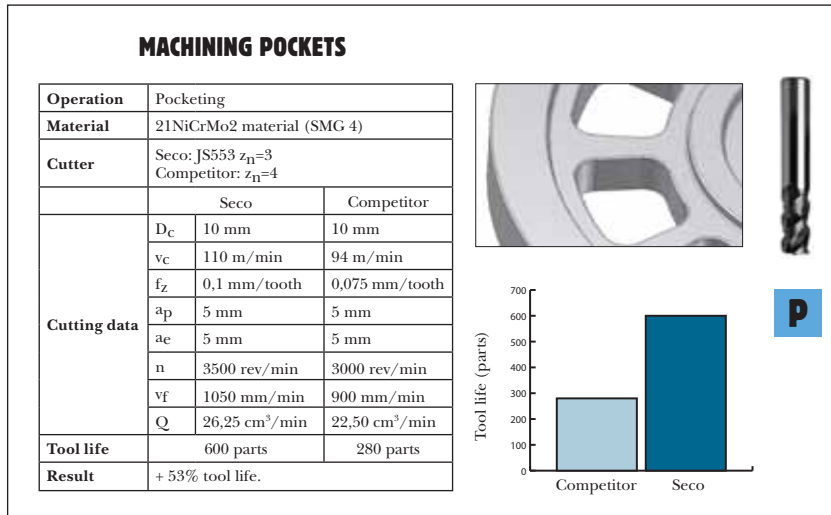 MACHINING POCKETS
Operation Pocketing
Material 21NiCrMo2 material (SMG 4)
Cutter Seco: JS553 zn=3
Competitor: zn=4
Seco Competitor
Cutting data
Dc 10 mm 10 mm
vc 110 m/min 94 m/min
fz 0,1 mm/tooth 0,075 mm/tooth
ap 5 mm 5 mm
ae 5 mm 5 mm
n 3500 rev/min 3000 rev/min
vf 1050 mm/min 900 mm/min
Q 26,25 cm³/min 22,50 cm³/min
Tool life 600 parts 280 parts
Result + 53% tool life.
P
Tool life (parts)
700
600
500
400
300
200
100
0
Competitor Seco